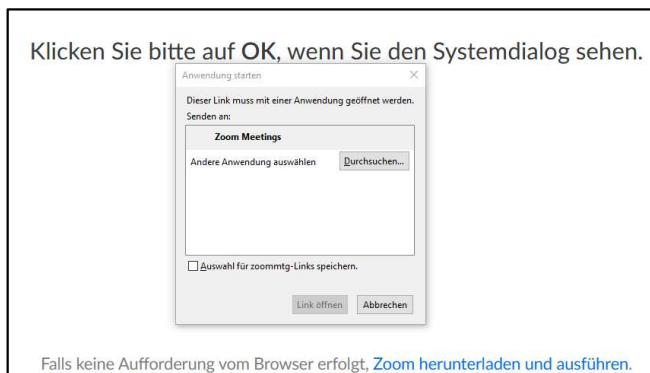 Klicken Sie bitte auf OK, wenn Sie den Systemdialog sehen.
Anwendung starten
Dieser Link muss mit einer Anwendung geöffnet werden.
Senden an:
Zoom Meetings
Andere Anwendung auswählen Durchsuchen...
Auswahl für zoommtg-Links speichern.
Link öffnen Abbrechen
Falls keine Aufforderung vom Browser erfolgt, Zoom herunterladen und ausführen.